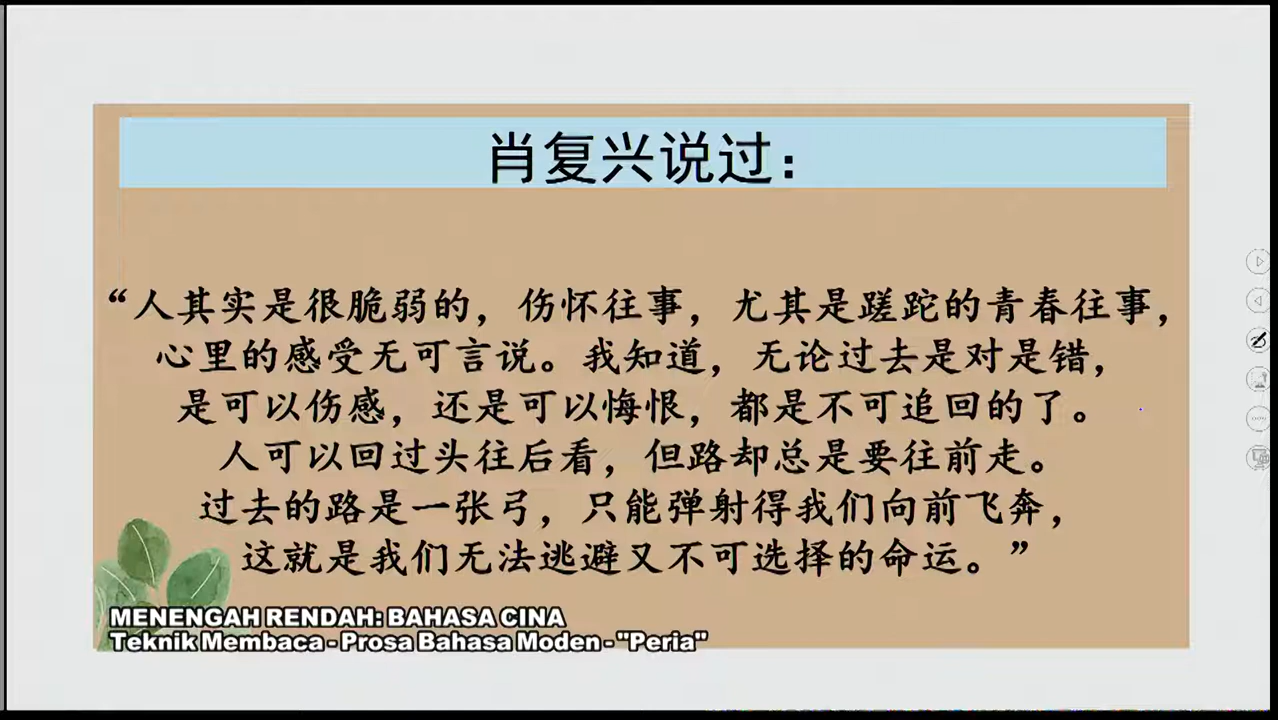 肖复兴说过：
“人其实是很脆弱的，伤怀往事，尤其是蹉跎的青春往事，
心里的感受无可言说。我知道，无论过去是对是错，
是可以伤感，还是可以悔恨，都是不可追回的了。
人可以回过头往后看，但路却总是要往前走。
过去的路是一张弓，只能弹射得我们向前飞奔，
这就是我们无法逃避又不可选择的命运。”
MENENGAH RENDAH: BAHASA CINA
Teknik Membaca - Prosa Bahasa Moden - "Peria"